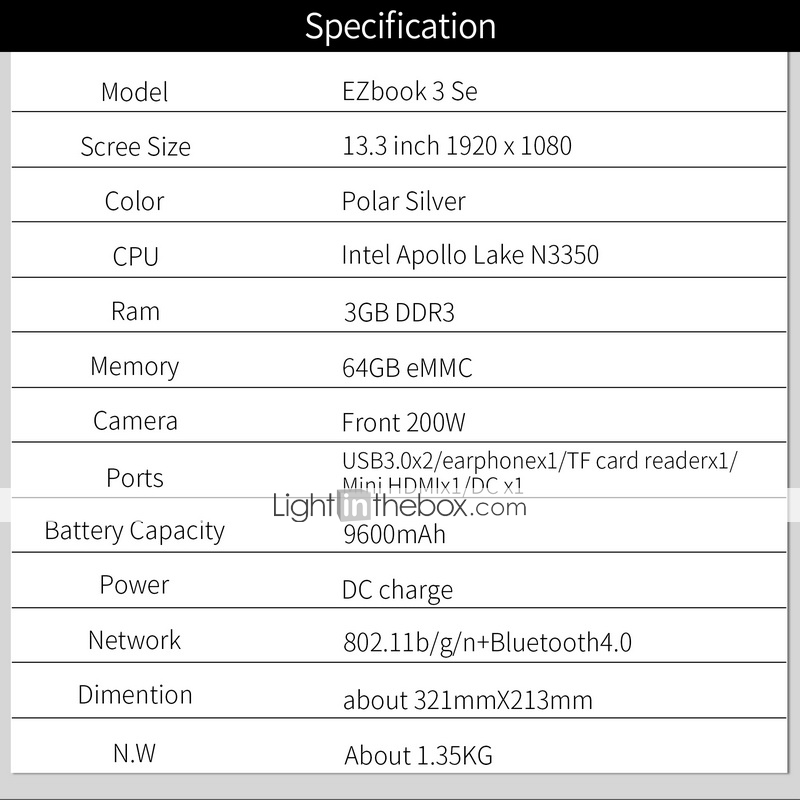 Specification
Model EZbook 3 Se
Scree Size 13.3 inch 1920 x 1080
Color Polar Silver
CPU Intel Apollo Lake N3350
Ram 3GB DDR3
Memory 64GB eMMC
Camera Front 200W
Ports USB3.0x2/earphonex1/TF card readerx1/
Mini HDMIx1/DC x1
Lightinthebox.com
Battery Capacity 9600mAh
Power DC charge
Network 802.11b/g/n+Bluetooth4.0
Dimention about 321mmX213mm
N.W About 1.35KG